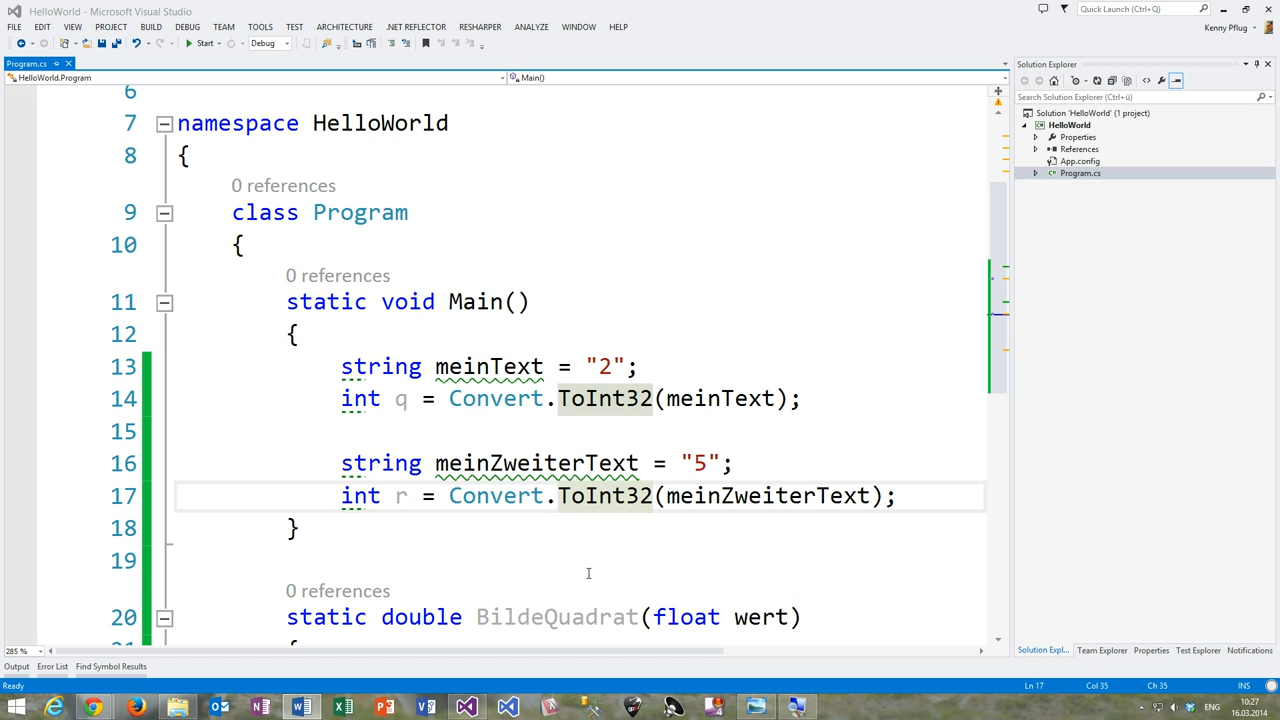 HelloWorld - Microsoft Visual Studio
Quick Launch (Ctrl+Q)
FILE EDIT VIEW PROJECT BUILD DEBUG TEAM TOOLS TEST ARCHITECTURE .NET REFLECTOR RESHARPER ANALYZE WINDOW HELP
Kenny Pflug
Start Debug
Program.cs
HelloWorld.Program
Main()
6
7 namespace HelloWorld
8 {
0 references
9 class Program
10 {
0 references
11 static void Main()
12 {
13 string meinText = "2";
14 int q = Convert.ToInt32(meinText);
15
16 string meinZweiterText = "5";
17 int r = Convert.ToInt32(meinZweiterText);
18 }
19
0 references
20 static double BildeQuadrat(float wert)
285 %
Solution Explorer
Search Solution Explorer (Ctrl+ü)
Solution 'HelloWorld' (1 project)
HelloWorld
Properties
References
App.config
Program.cs
Solution Expl... Team Explorer Properties Test Explorer Notifications
Output Error List Find Symbol Results
Ready
Ln 17 Col 35 Ch 35 INS
ENG
10:27
16.03.2014